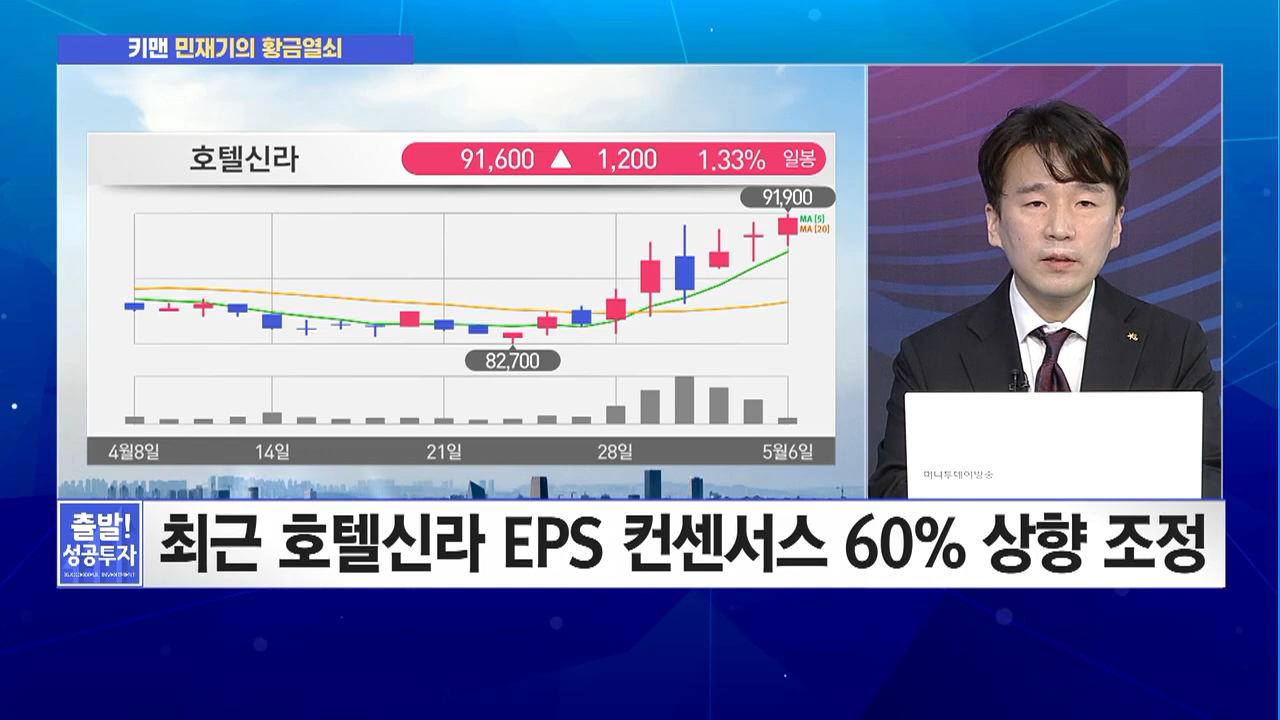 키맨 민재기의 황금열쇠
호텔신라
91,600 ▲ 1,200 1.33% 일봉
91,900
MA [5]
MA [20]
82,700
4월8일 14일 21일 28일 5월6일
머니투데이방송
출발!
성공투자
SUCCESSFUL INVESTMENT
최근 호텔신라 EPS 컨센서스 60% 상향 조정